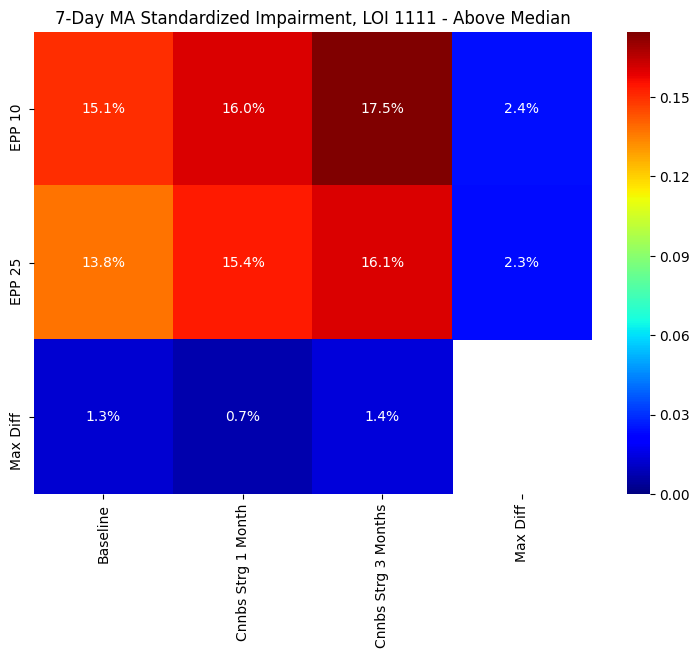 7-Day MA Standardized Impairment, LOI 1111 - Above Median
EPP 10
15.1%
16.0%
17.5%
2.4%
EPP 25
13.8%
15.4%
16.1%
2.3%
Max Diff
1.3%
0.7%
1.4%
Baseline
Cnnbs Strg 1 Month
Cnnbs Strg 3 Months
Max Diff
0.15
0.12
0.09
0.06
0.03
0.00